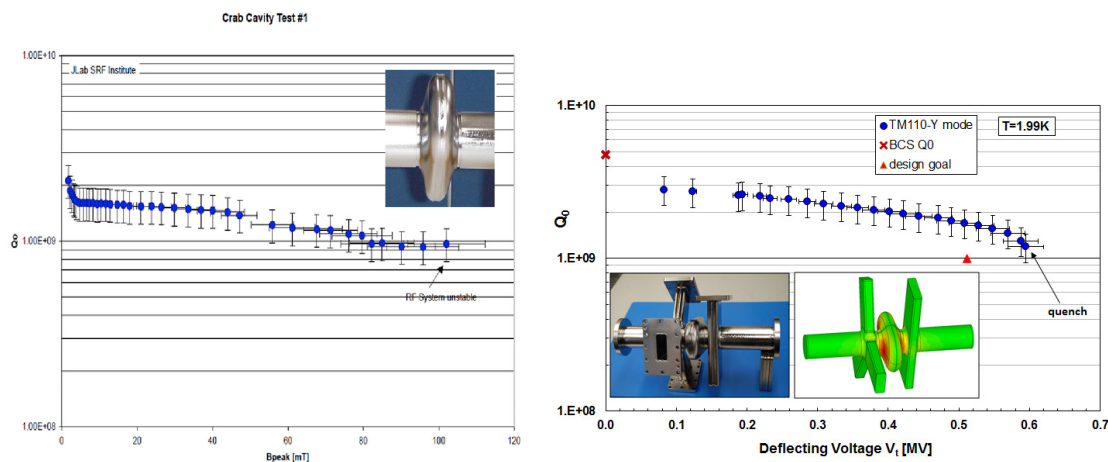 Crab Cavity Test #1
1.00E+10
JLab SRF Institute
Qo
1.00E+09
RF System unstable
1.00E+08
0
20
40
60
80
100
120
Bpeak [mT]
1.E+10
TM110-Y mode
BCS Q0
design goal
T=1.99K
Q₀
1.E+09
quench
1.E+08
0.0
0.1
0.2
0.3
0.4
0.5
0.6
0.7
Deflecting Voltage Vₜ [MV]